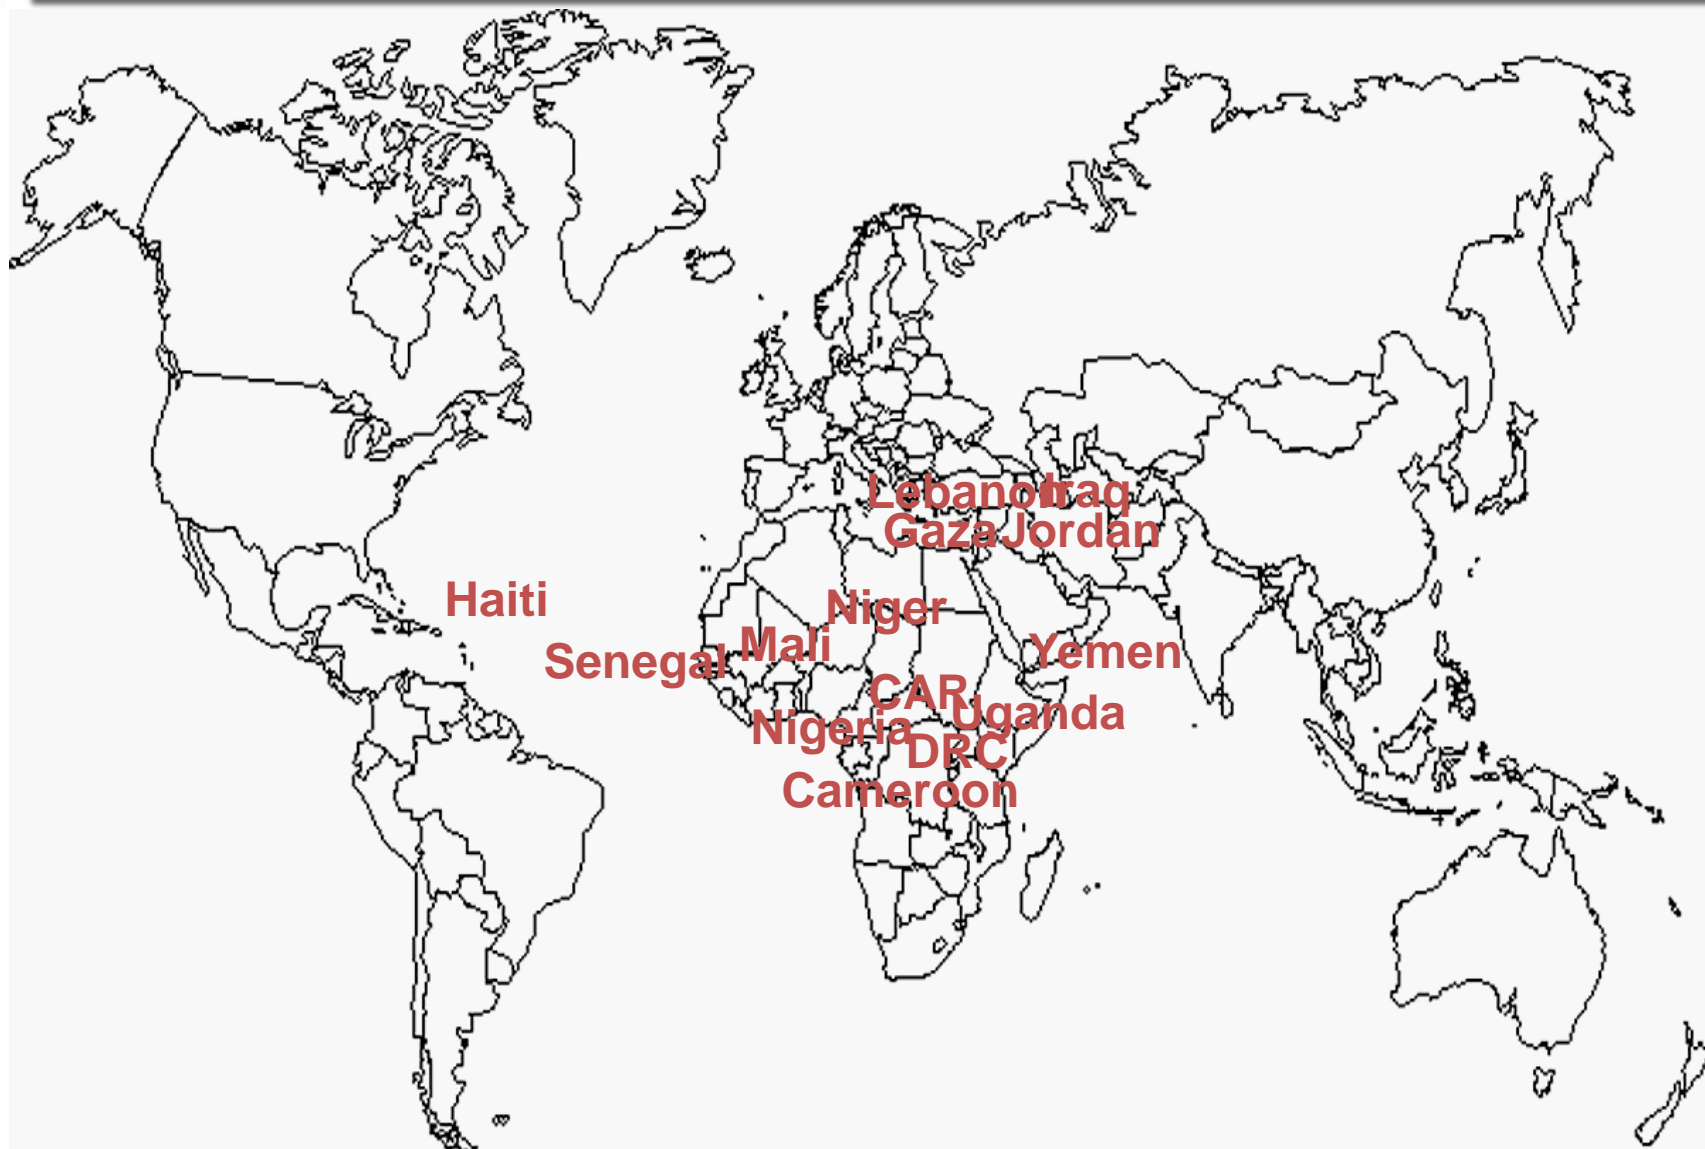 Lebanon Iraq
Gaza Jordan
Haiti
Niger
Mali
Senegal
Yemen
CAR
Uganda
Nigeria
DRC
Cameroon